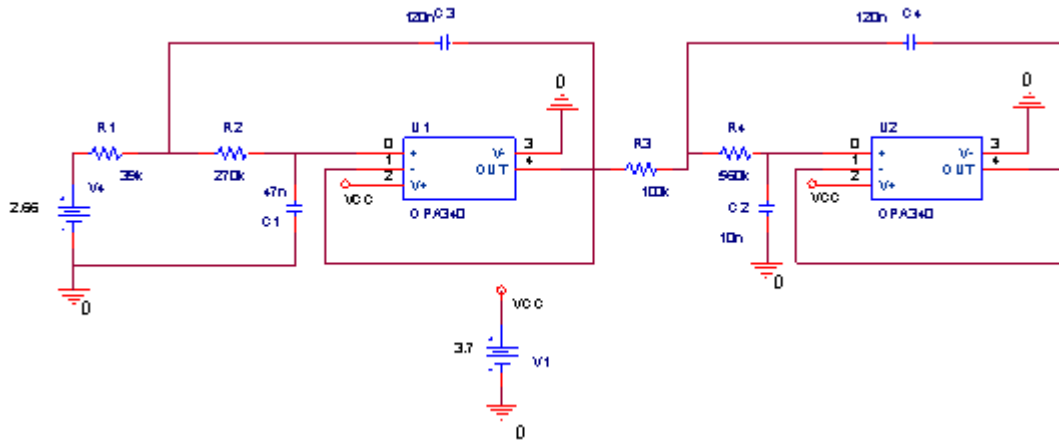 120n C3
120n C4
0
0
R1
R2
U1
R3
R4
U2
0
+
V-
3
1
-
OUT
4
2
V+
0
+
V-
3
1
-
OUT
4
2
V+
39k
270k
100k
560k
V4
47n
VCC
VCC
2.66
C1
OPA340
C2
OPA340
10n
0
0
VCC
3.7
V1
0